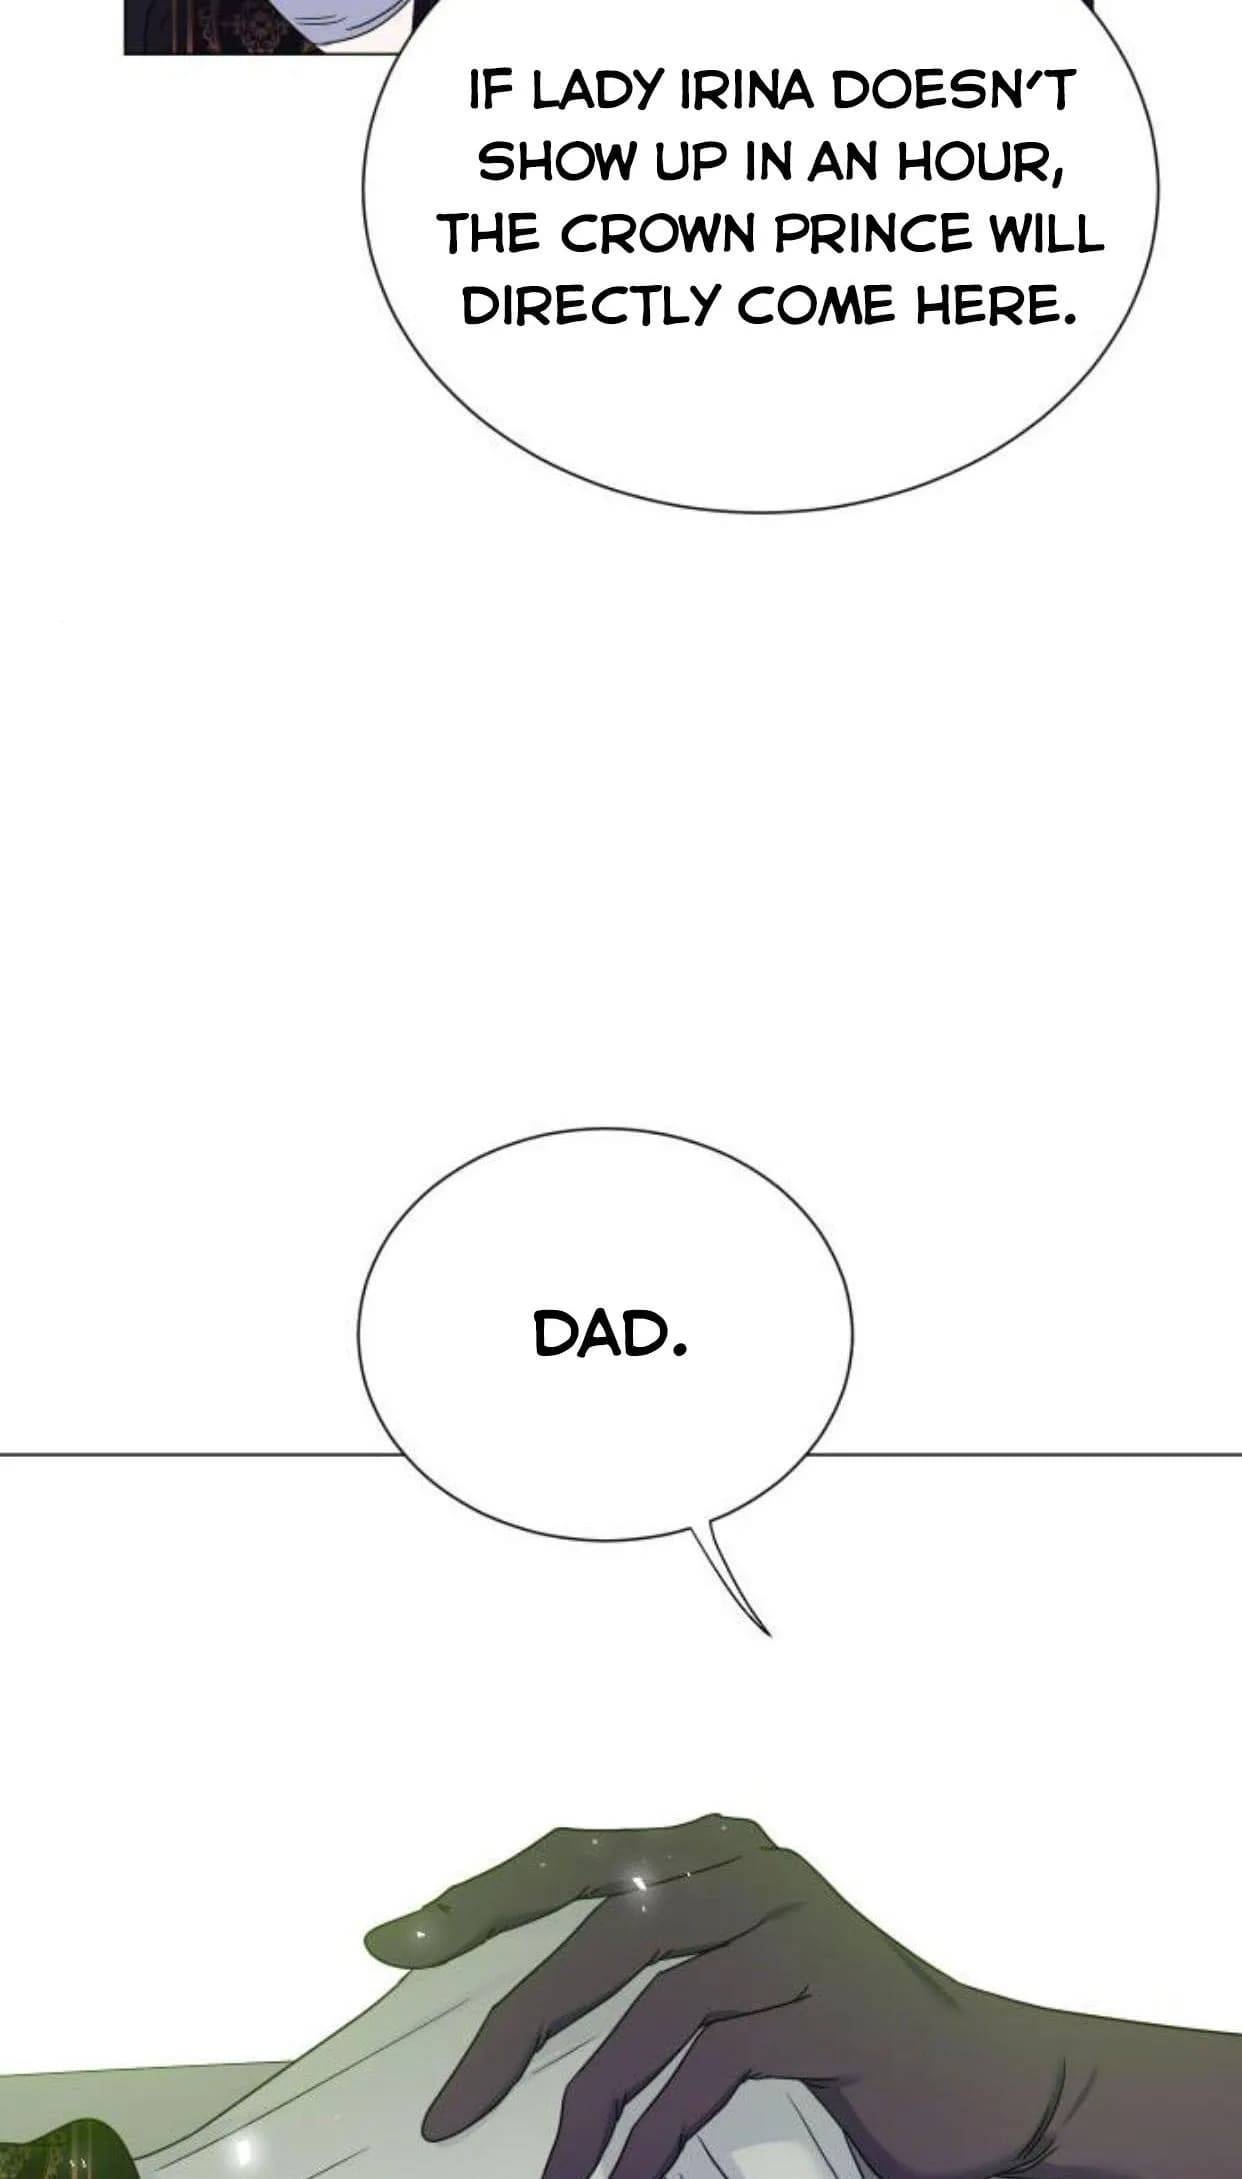 IF LADY IRINA DOESN'T
SHOW UP IN AN HOUR,
THE CROWN PRINCE WILL
DIRECTLY COME HERE.
DAD.